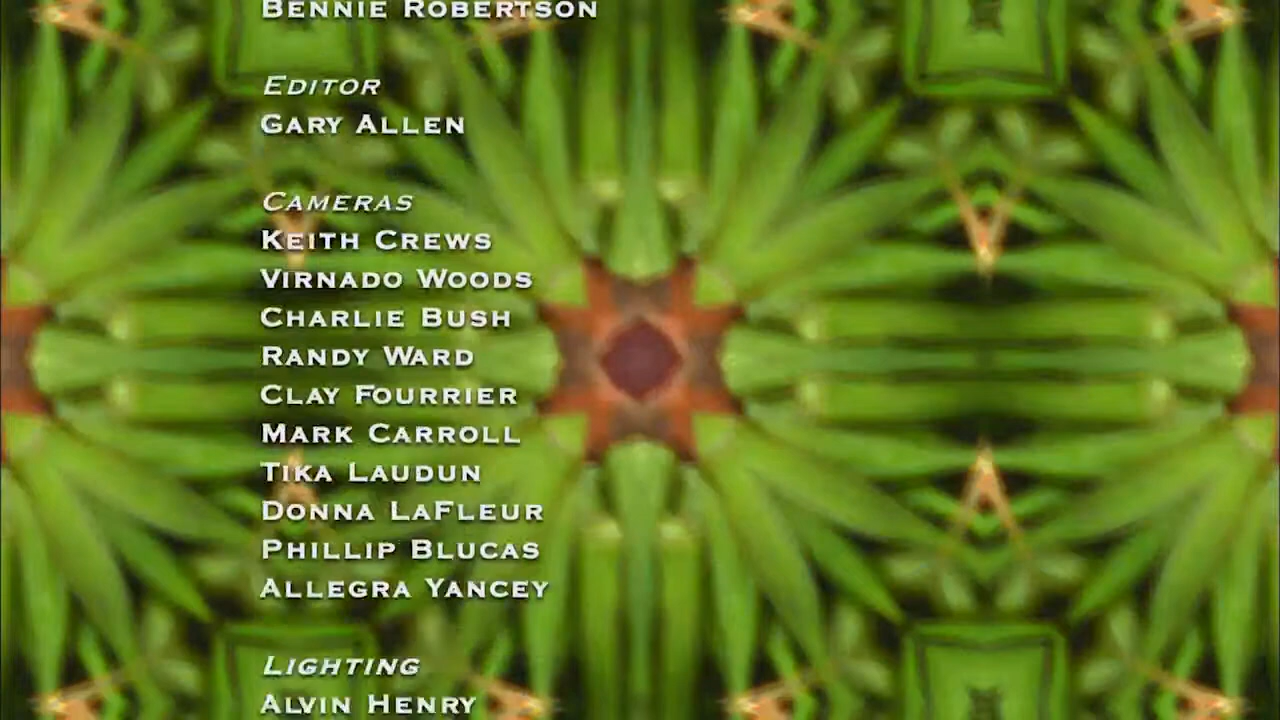 BENNIE ROBERTSON
EDITOR
GARY ALLEN
CAMERAS
KEITH CREWS
VIRNADO WOODS
CHARLIE BUSH
RANDY WARD
CLAY FOURRIER
MARK CARROLL
TIKA LAUDUN
DONNA LAFLEUR
PHILLIP BLUCAS
ALLEGRA YANCEY
LIGHTING
ALVIN HENRY